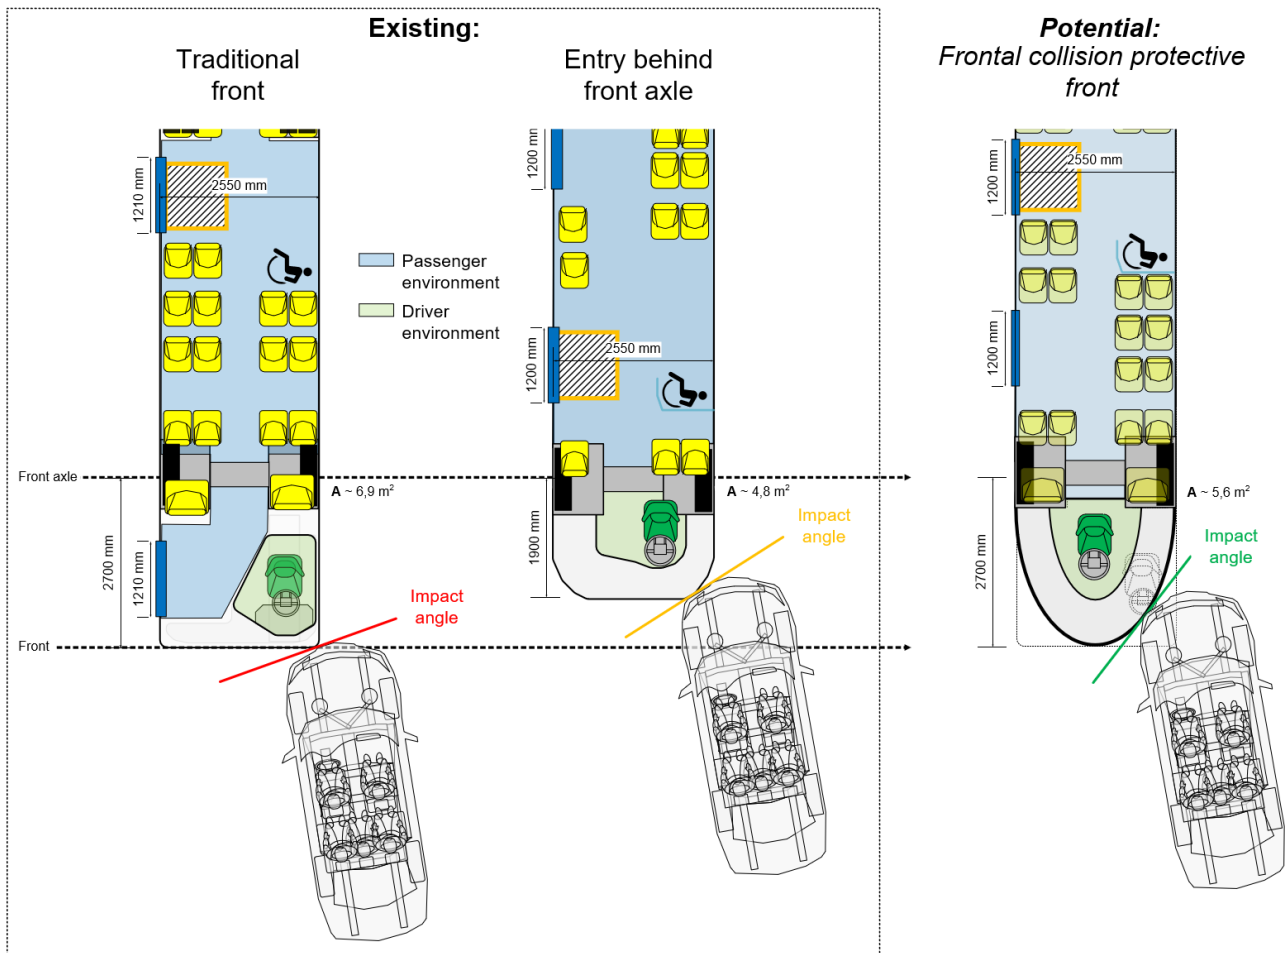 Existing:
Traditional
front
Entry behind
front axle
Potential:
Frontal collision protective
front
1210 mm
2550 mm
Passenger
environment
Driver
environment
1200 mm
1200 mm
2550 mm
1200 mm
1200 mm
Front axle
A ~ 6,9 m²
A ~ 4,8 m²
A ~ 5,6 m²
2700 mm
1210 mm
1900 mm
2700 mm
Impact
angle
Impact
angle
Impact
angle
Front